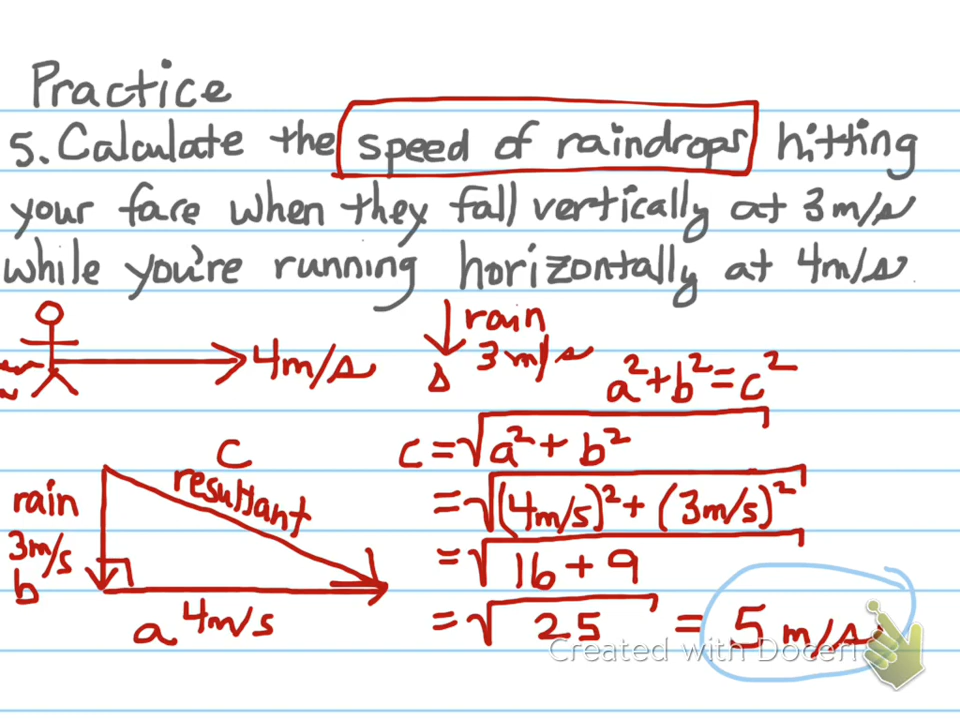 Practice
5. Calculate the speed of raindrops hitting
your face when they fall vertically at 3m/s
while you're running horizontally at 4m/s.
4m/s
rain
3m/s
a²+b²=c²
c=√a²+b²
=√(4m/s)²+(3m/s)²
=√16+9
=√25 = 5m/s
c
resultant
rain
3m/s
b
a 4m/s
Created with Doceri